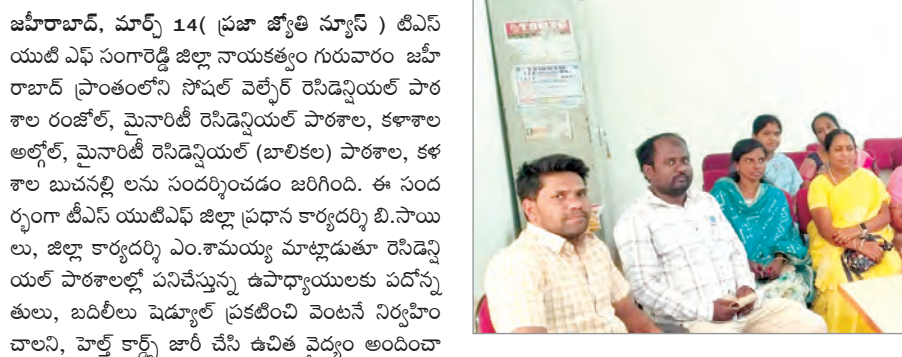 జహీరాబాద్, మార్చ్ 14( ప్రజా జ్యోతి న్యూస్ ) టిఎస్
యుటి ఎఫ్ సంగారెడ్డి జిల్లా నాయకత్వం గురువారం జహీ
రాబాద్ ప్రాంతంలోని సోషల్ వెల్ఫేర్ రెసిడెన్షియల్ పాఠ
శాల రంజోల్, మైనారిటీ రెసిడెన్షియల్ పాఠశాల, కళాశాల
అల్గోల్, మైనారిటీ రెసిడెన్షియల్ (బాలికల) పాఠశాల, కళ
శాల బుచనల్లి లను సందర్శించడం జరిగింది. ఈ సంద
ర్భంగా టీఎస్ యుటిఎఫ్ జిల్లా ప్రధాన కార్యదర్శి బి.సాయి
లు, జిల్లా కార్యదర్శి ఎం.శామయ్య మాట్లాడుతూ రెసిడెన్షి
యల్ పాఠశాలల్లో పనిచేస్తున్న ఉపాధ్యాయులకు పదోన్న
తులు, బదిలీలు షెడ్యూల్ ప్రకటించి వెంటనే నిర్వహిం
చాలని, హెల్త్ కార్డ్స్ జారీ చేసి ఉచిత వైద్యం అందించా